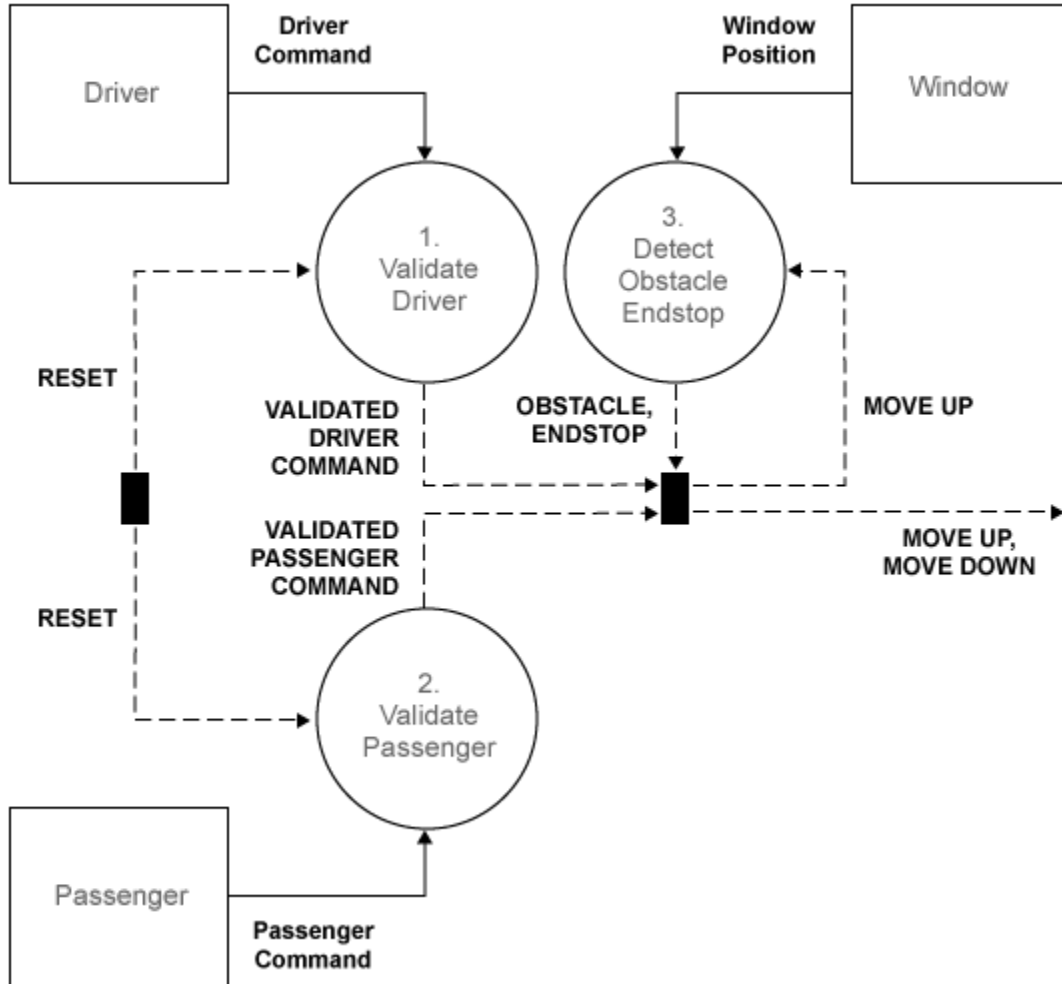 Driver
Command
Window
Position
Driver
Window
1.
Validate
Driver
3.
Detect
Obstacle
Endstop
RESET
VALIDATED
DRIVER
COMMAND
OBSTACLE,
ENDSTOP
MOVE UP
VALIDATED
PASSENGER
COMMAND
MOVE UP,
MOVE DOWN
RESET
2.
Validate
Passenger
Passenger
Passenger
Command